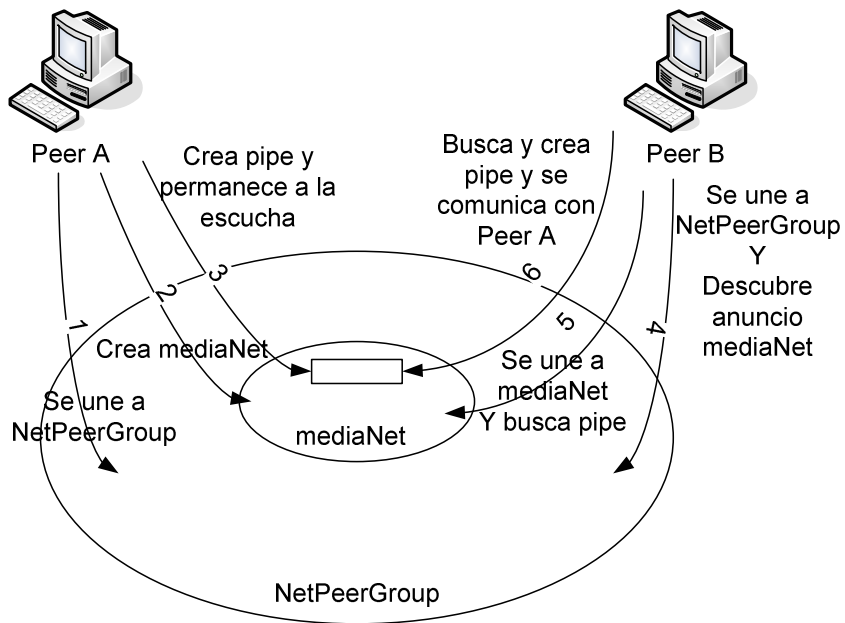 Peer A
Crea pipe y
permanece a la
escucha
Busca y crea
pipe y se
comunica con
Peer A
Peer B
Se une a
NetPeerGroup
Y
Descubre
anuncio
mediaNet
1
2
3
6
5
4
Crea mediaNet
Se une a
NetPeerGroup
mediaNet
Se une a
mediaNet
Y busca pipe
NetPeerGroup